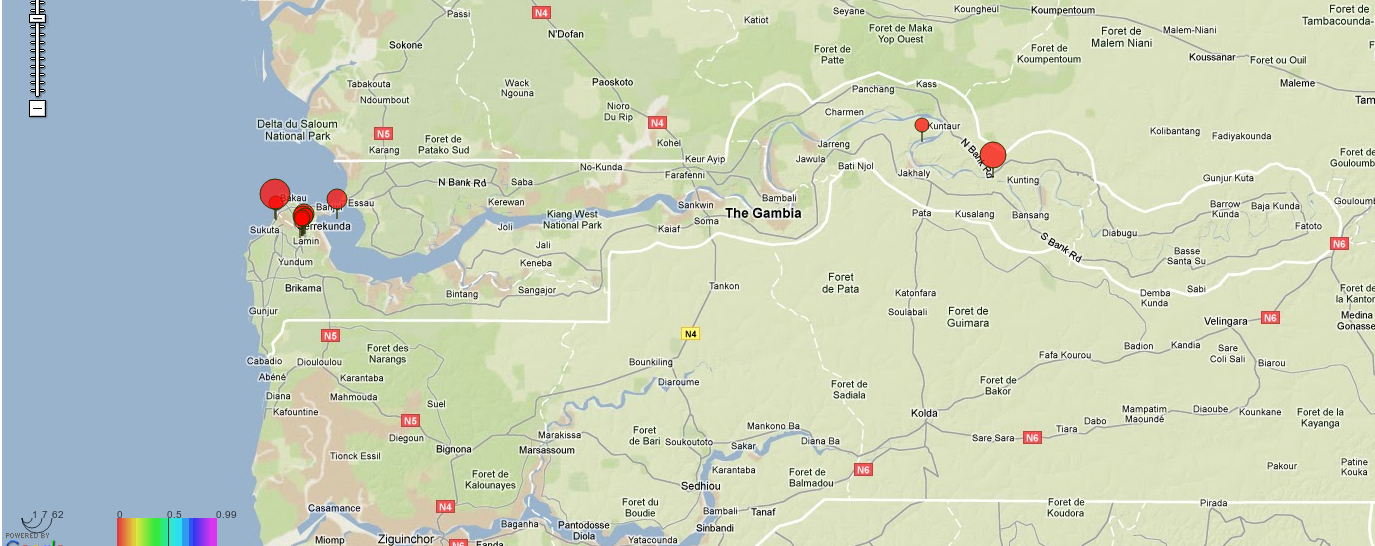 Passi
N4
Katiot
Seyane
Koungheul
Koumpentoum
Foret de
Tambacounda-
N'Dofan
Foret de Maka
Yop Ouest
Foret de
Malem Niani
Malem-Niani
Sokone
Foret de
Patte
Foret de
Koumpentoum
Koussanar
Foret ou Ouil
Tabakouta
Wack
Ngouna
Paoskoto
Panchang
Kass
Maleme
Ndoumbout
Nioro
Du Rip
Charmen
Tam
Delta du Saloum
National Park
N5
N4
Kuntaur
Kolibantang
Fadiyakounda
Karang
Foret de
Patako Sud
Kohel
Jarreng
N Bank Rd
Foret de
Gouloumb
Keur Ayip
Jawula
Bati Njol
Jakhaly
Kunting
Gunjur Kuta
No-Kunda
Farafenni
N Bank Rd
Saba
Bakau
Banjul
Essau
Kerewan
Sankwin
Bambali
The Gambia
Pata
Kusalang
Bansang
Barrow
Kunda
Baja Kunda
Gouloum
Sukuta
errekunda
Joli
Kiang West
National Park
Kaiaf
Soma
Diabugu
Fatoto
Lamin
Jali
S Bank Rd
Basse
Santa Su
N6
Yundum
Keneba
Foret
de Pata
Brikama
Bintang
Sangajor
Tankon
Katonfara
Demba
Kunda
Sabi
Foret de
la Kantor
Gunjur
Soulabali
Foret de
Guimara
Velingara
N6
Medina
Gonasse
N5
N4
Badion
Kandia
Sare
Coli Sali
Cabadio
Diouloulou
Foret des
Narangs
Bounkiling
Fafa Kourou
Biarou
Abéné
Karantaba
Diaroume
Foret de
Sadiala
Foret de
Bakor
Diana
Mahmouda
Suel
Kafountine
N5
Kolda
Mampatim
Maoundé
Diaoube
Kounkane
Foret de la
Kayanga
Diegoun
Marakissa
Foret
de Bari
Soukoutoto
Mankono Ba
Dabo
Tiara
Tionck Essil
Bignona
Marsassoum
Sakar
Diana Ba
Sare Sara
N6
Foret de
Kalounayes
Karantaba
Foret de
Balmadou
N6
Pakour
Patine
Kouka
Sedhiou
Casamance
N4
Foret du
Boudie
Bambali
Tanaf
Foret de
Koudora
Pirada
Baghanha
Pantodosse
Diola
Sinbandi
Miomp
Ziguinchor
Yatacounda
1 7 62
POWERED BY
0 0.5 0.99